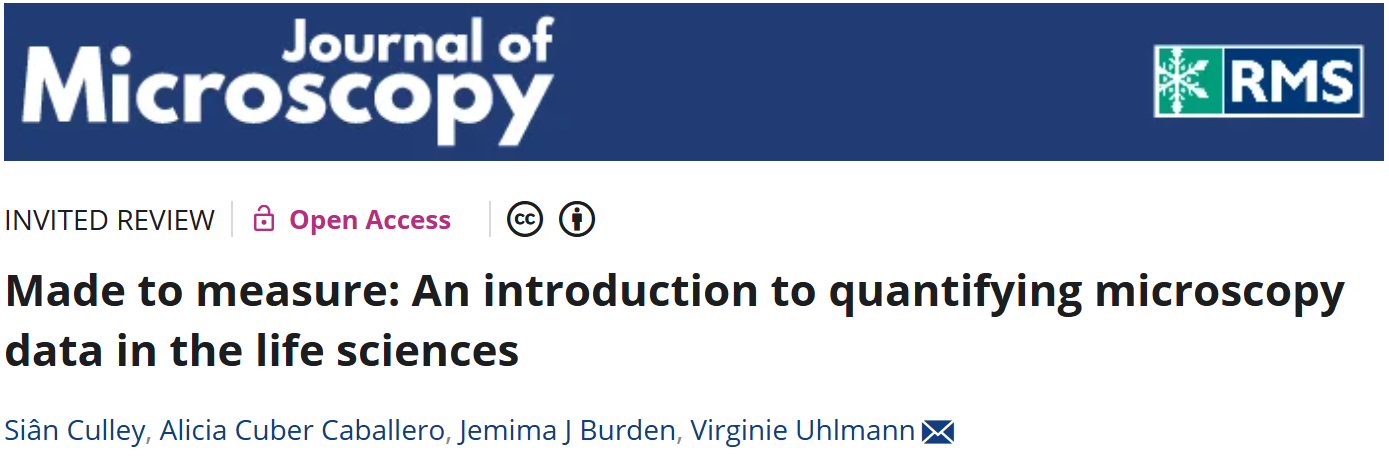 Journal of
Microscopy
RMS
INVITED REVIEW Open Access cc
Made to measure: An introduction to quantifying microscopy
data in the life sciences
Siân Culley, Alicia Cuber Caballero, Jemima J Burden, Virginie Uhlmann